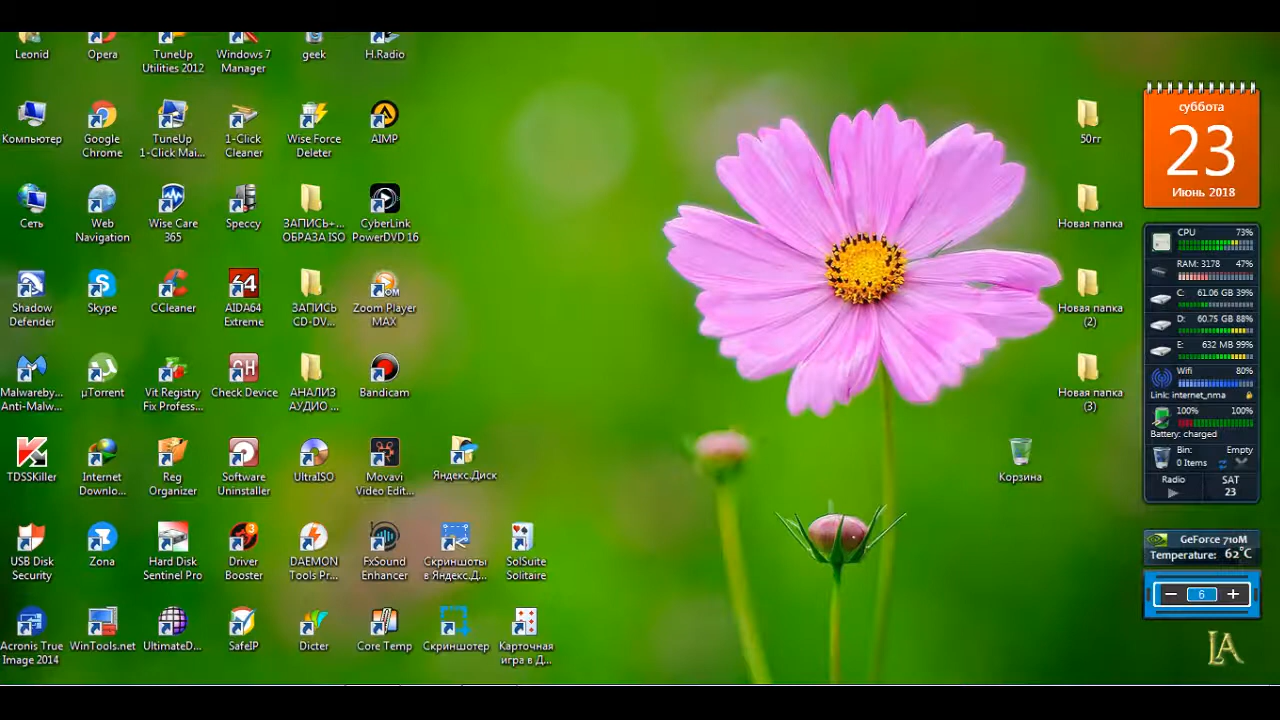 Leonid
Opera
TuneUp
Utilities 2012
Windows 7
Manager
geek
H.Radio
Компьютер
Google
Chrome
TuneUp
1-Click Mai...
1-Click
Cleaner
Wise Force
Deleter
AIMP
50гг
Сеть
Web
Navigation
Wise Care
365
Speccy
ЗАПИСЬ+...
ОБРАЗА ISO
CyberLink
PowerDVD 16
Новая папка
Shadow
Defender
Skype
CCleaner
64
AIDA64
Extreme
ЗАПИСЬ
CD-DV...
Zoom Player
MAX
Новая папка
(2)
Malwareby...
Anti-Malw...
µTorrent
Vit Registry
Fix Profess...
Check Device
АНАЛИЗ
АУДИО ...
Bandicam
Новая папка
(3)
TDSSKiller
Internet
Downlo...
Reg
Organizer
Software
Uninstaller
UltraISO
Movavi
Video Edit...
Яндекс.Диск
Корзина
USB Disk
Security
Zona
Hard Disk
Sentinel Pro
Driver
Booster
DAEMON
Tools Pr...
FxSound
Enhancer
Скриншоты
в Яндекс.Д...
SolSuite
Solitaire
Acronis True
Image 2014
WinTools.net
UltimateD...
SafeIP
Dicter
Core Temp
Скриншотер
Карточная
игра в Д...
суббота
23
Июнь 2018
CPU 73%
RAM: 3178 47%
C: 61.06 GB 39%
D: 60.75 GB 88%
E: 632 MB 99%
Wifi 80%
Link: internet_nma
100% 100%
Battery: charged
Bin: Empty
0 Items
Radio SAT
23
GeForce 710M
Temperature: 62°C
6
LA